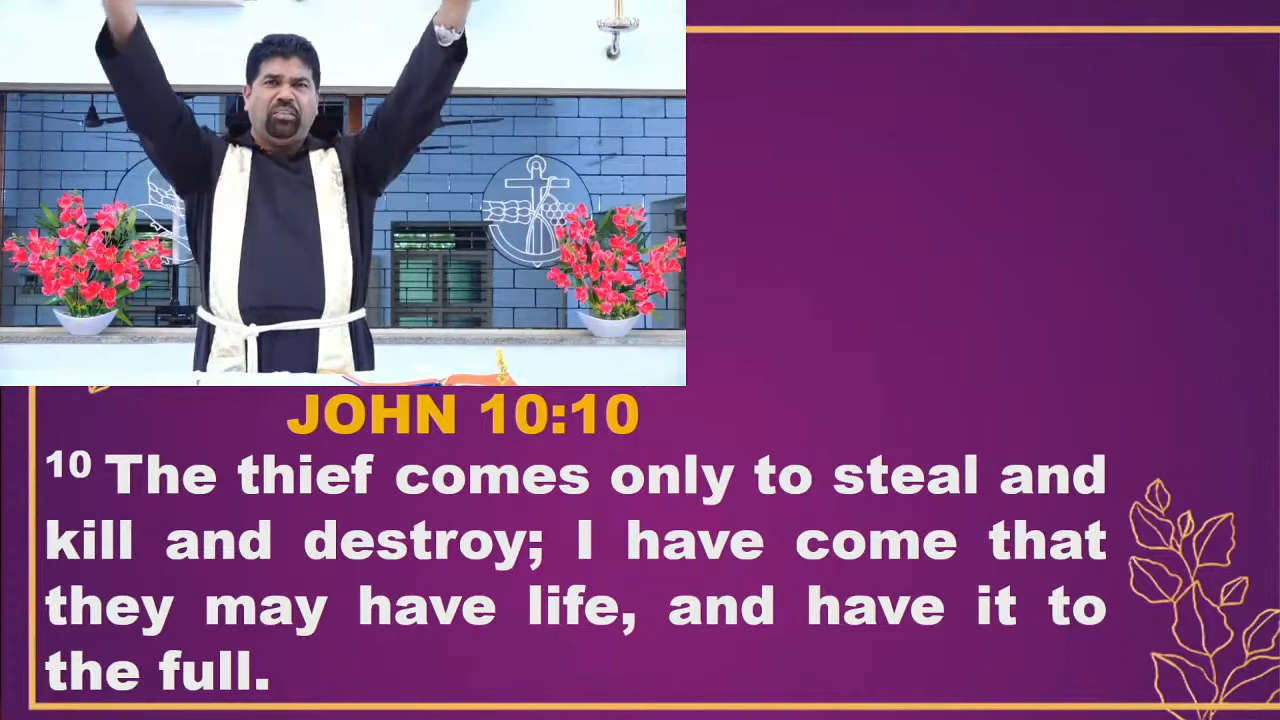 JOHN 10:10
10 The thief comes only to steal and
kill and destroy; I have come that
they may have life, and have it to
the full.